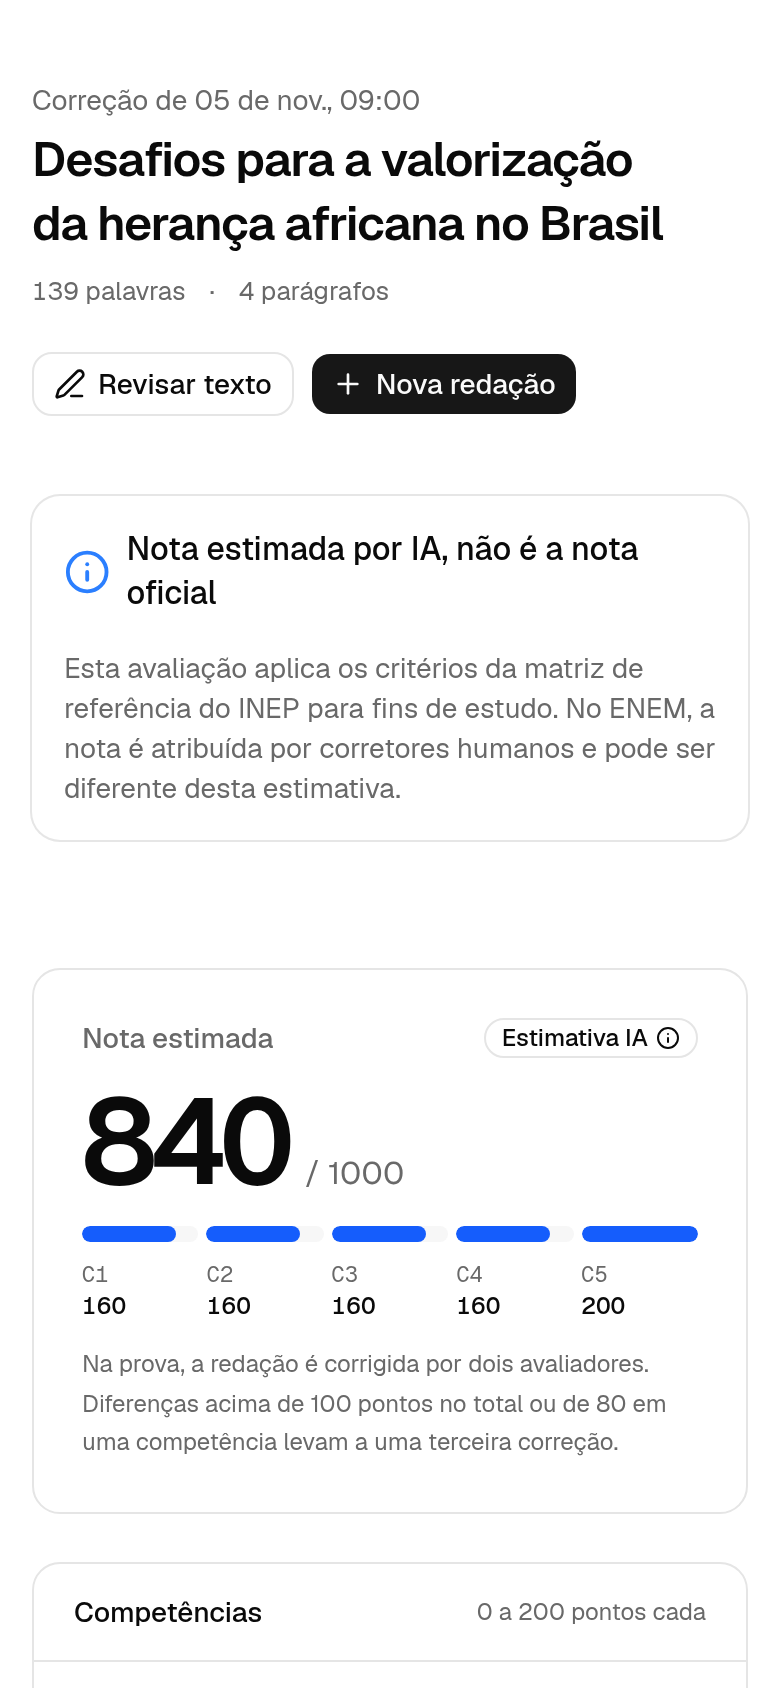 Correção de 05 de nov., 09:00
Desafios para a valorização
da herança africana no Brasil
139 palavras · 4 parágrafos
Revisar texto
Nova redação
Nota estimada por IA, não é a nota
oficial
Esta avaliação aplica os critérios da matriz de
referência do INEP para fins de estudo. No ENEM, a
nota é atribuída por corretores humanos e pode ser
diferente desta estimativa.
Nota estimada
Estimativa IA
840 / 1000
C1 C2 C3 C4 C5
160 160 160 160 200
Na prova, a redação é corrigida por dois avaliadores.
Diferenças acima de 100 pontos no total ou de 80 em
uma competência levam a uma terceira correção.
Competências
0 a 200 pontos cada